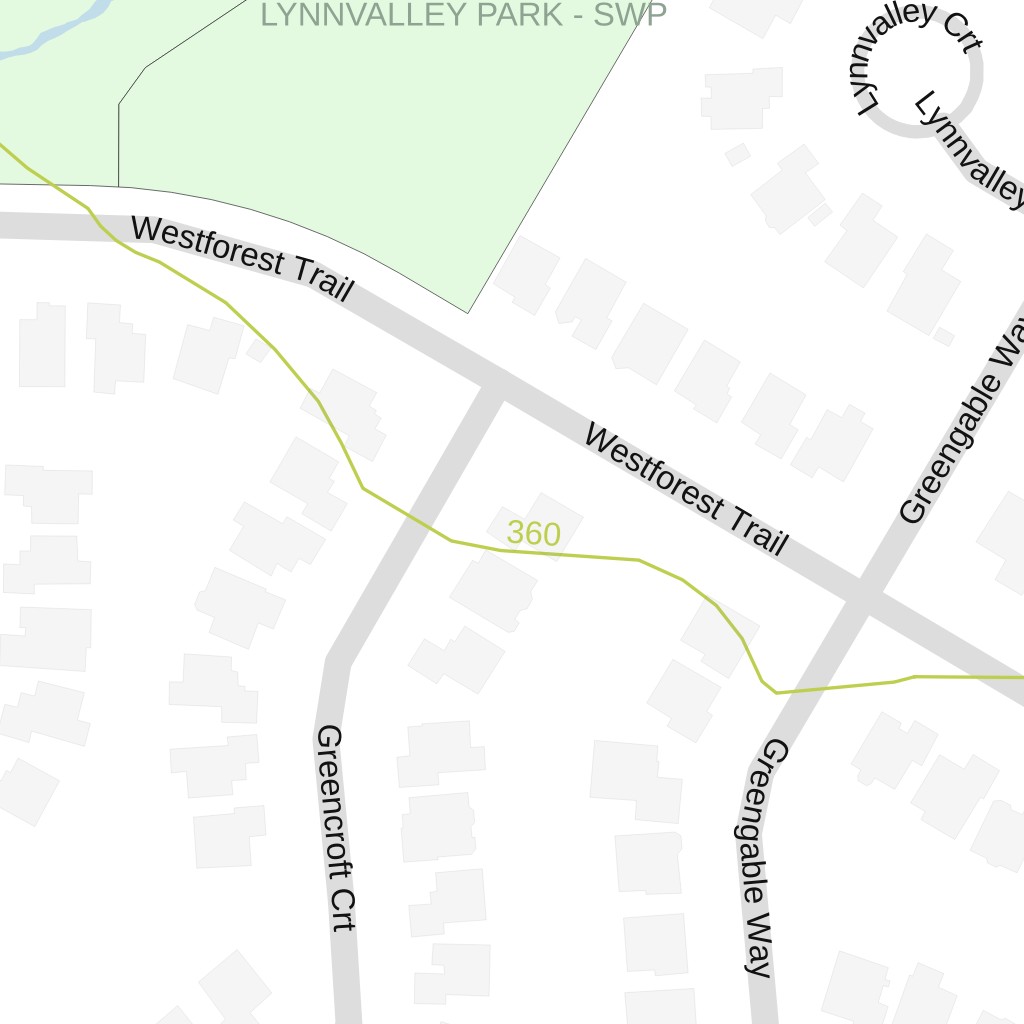 LYNNVALLEY PARK - SWP
Lynnvalley Crt
Lynnvalley
Westforest Trail
Greengable Way
Westforest Trail
360
Greencroft Crt
Greengable Way